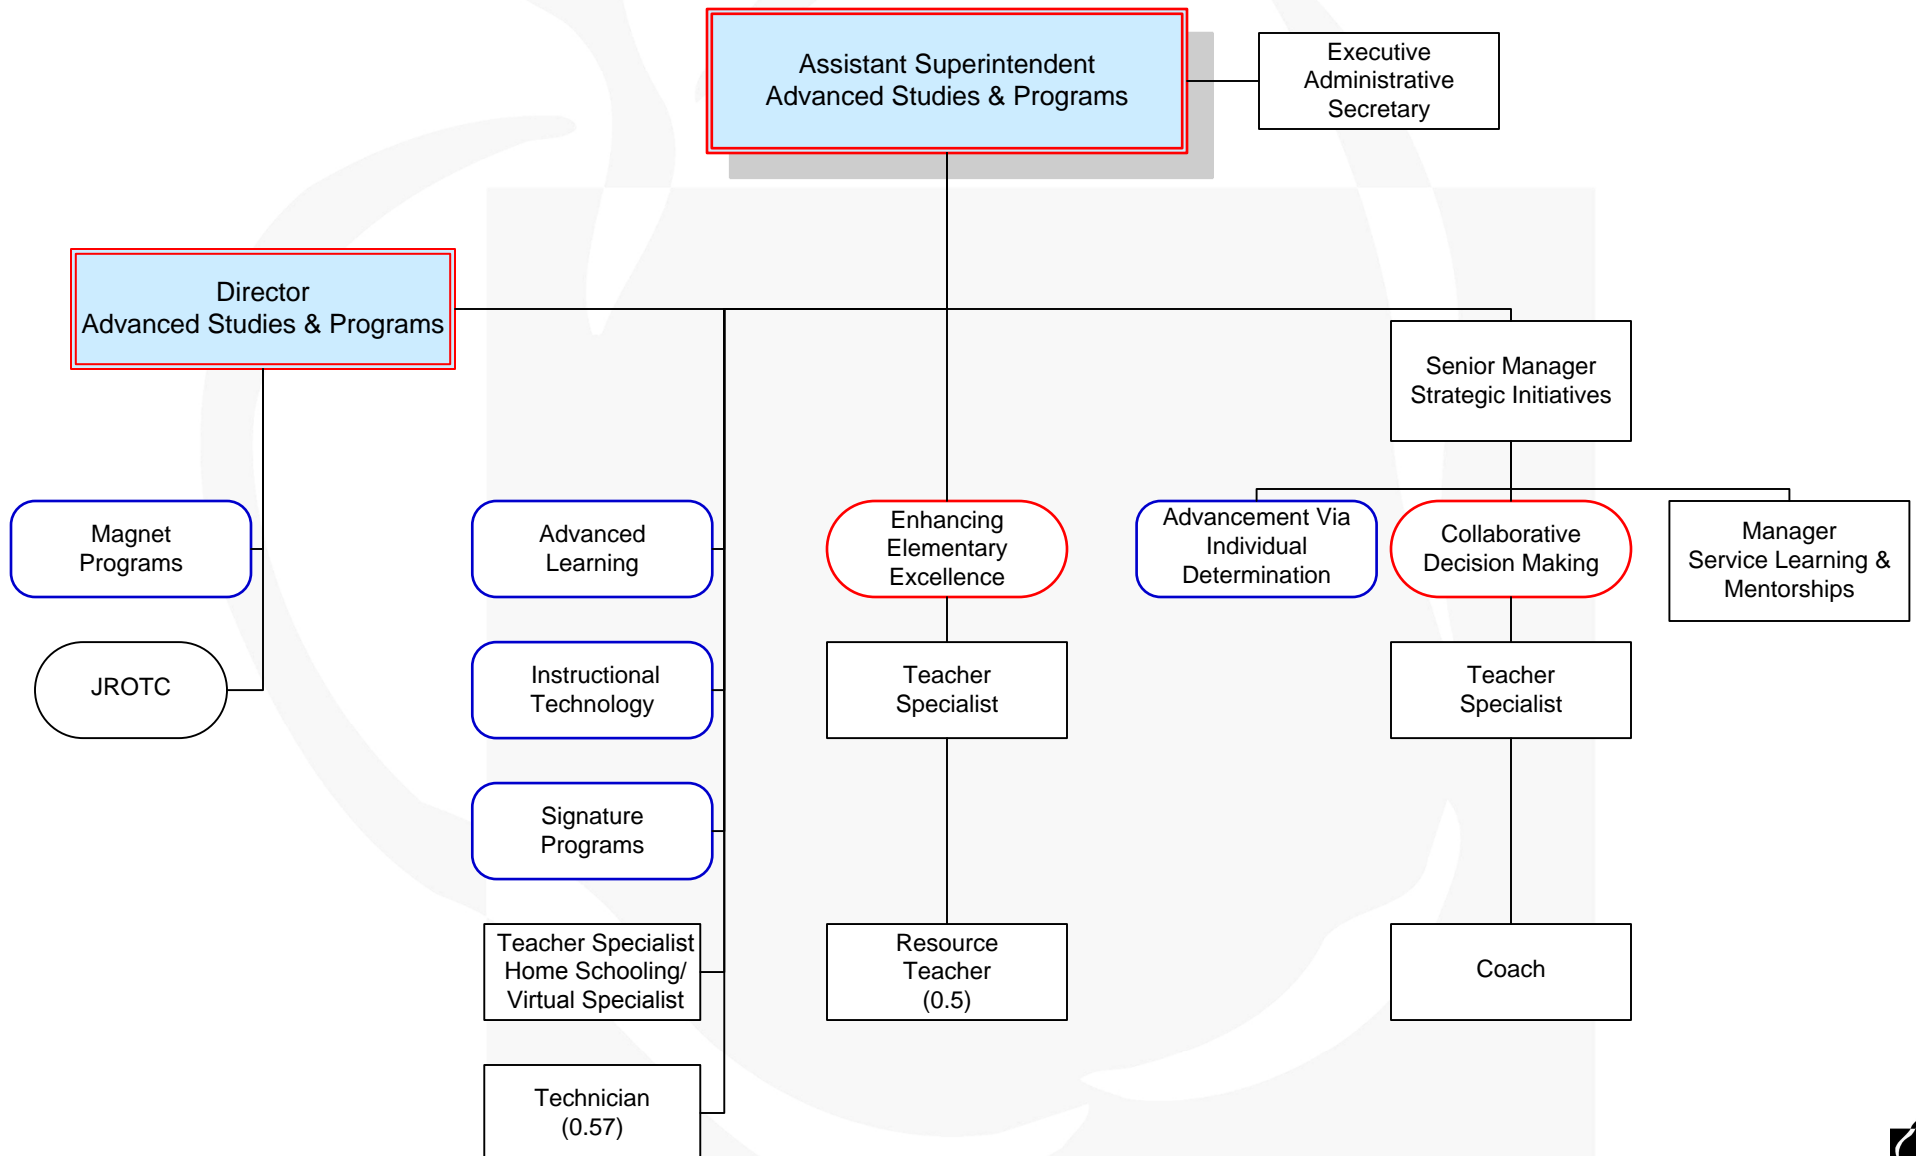 Assistant Superintendent
Advanced Studies & Programs
Executive
Administrative
Secretary
Director
Advanced Studies & Programs
Senior Manager
Strategic Initiatives
Magnet
Programs
Advanced
Learning
Enhancing
Elementary
Excellence
Advancement Via
Individual
Determination
Collaborative
Decision Making
Manager
Service Learning &
Mentorships
JROTC
Instructional
Technology
Teacher
Specialist
Teacher
Specialist
Signature
Programs
Teacher Specialist
Home Schooling/
Virtual Specialist
Resource
Teacher
(0.5)
Coach
Technician
(0.57)